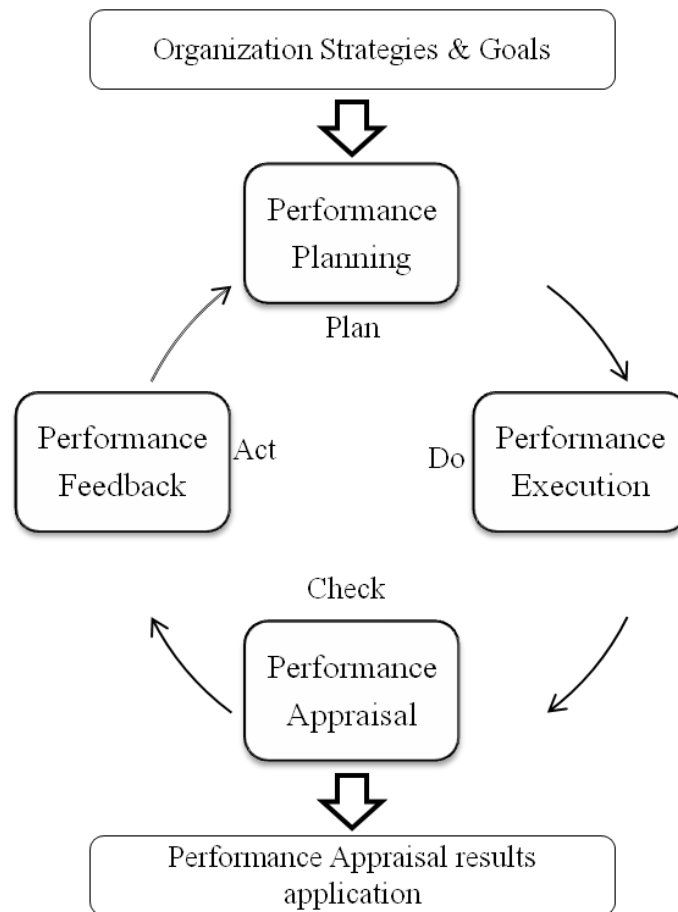 Organization Strategies & Goals
Performance
Planning
Plan
Performance
Feedback
Act
Do
Performance
Execution
Check
Performance
Appraisal
Performance Appraisal results
application